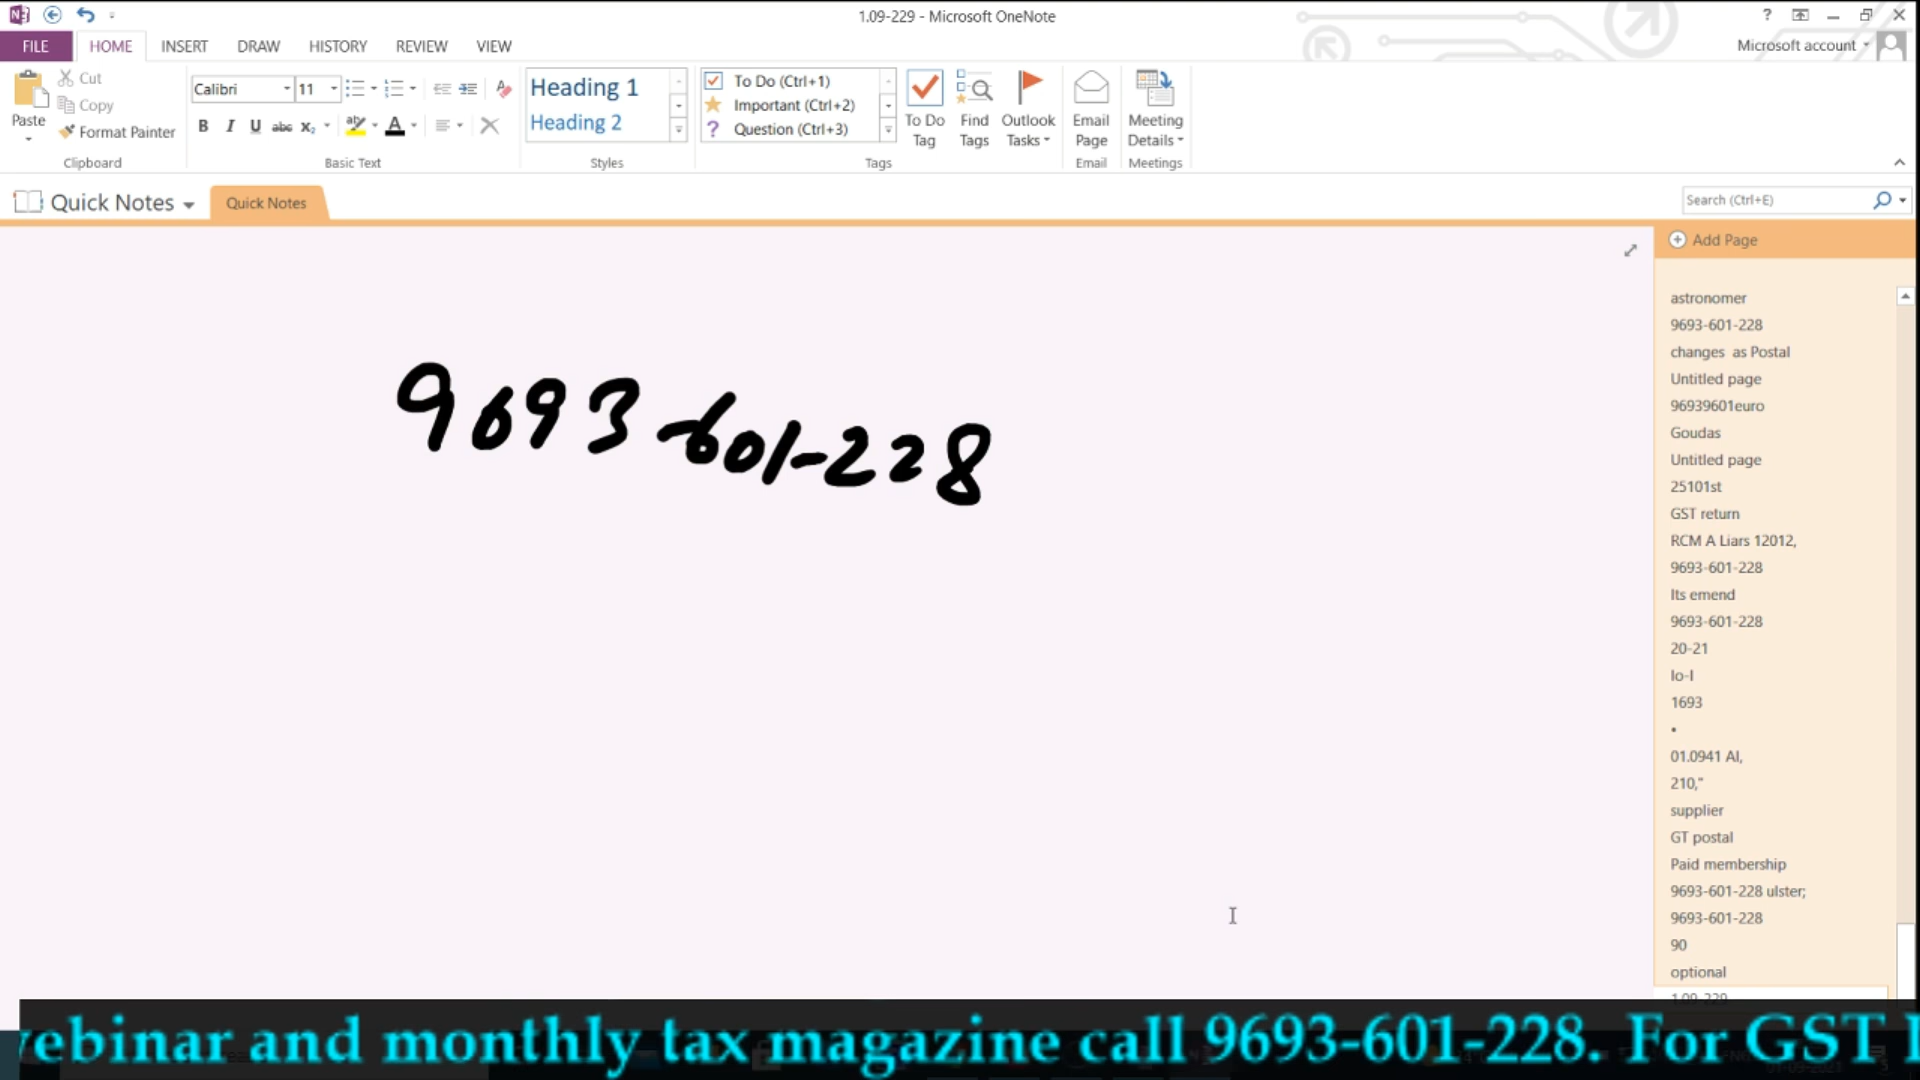 1.09-229 - Microsoft OneNote
?
FILE HOME INSERT DRAW HISTORY REVIEW VIEW
Microsoft account
Paste
Cut
Copy
Format Painter
Clipboard
Calibri 11
B I U abc X₂ aby A
Basic Text
Heading 1
Heading 2
Styles
To Do (Ctrl+1)
Important (Ctrl+2)
? Question (Ctrl+3)
Tags
To Do Tag
Find Tags
Outlook Tasks
Email Page
Email
Meeting Details
Meetings
Quick Notes
Quick Notes
Search (Ctrl+E)
Add Page
9693-601-228
astronomer
9693-601-228
changes as Postal
Untitled page
96939601euro
Goudas
Untitled page
25101st
GST return
RCM A Liars 12012,
9693-601-228
Its emend
9693-601-228
20-21
lo-l
1693
•
01.0941 Al,
210,"
supplier
GT postal
Paid membership
9693-601-228 ulster;
9693-601-228
90
optional
1.09-229
ebinar and monthly tax magazine call 9693-601-228. For GST